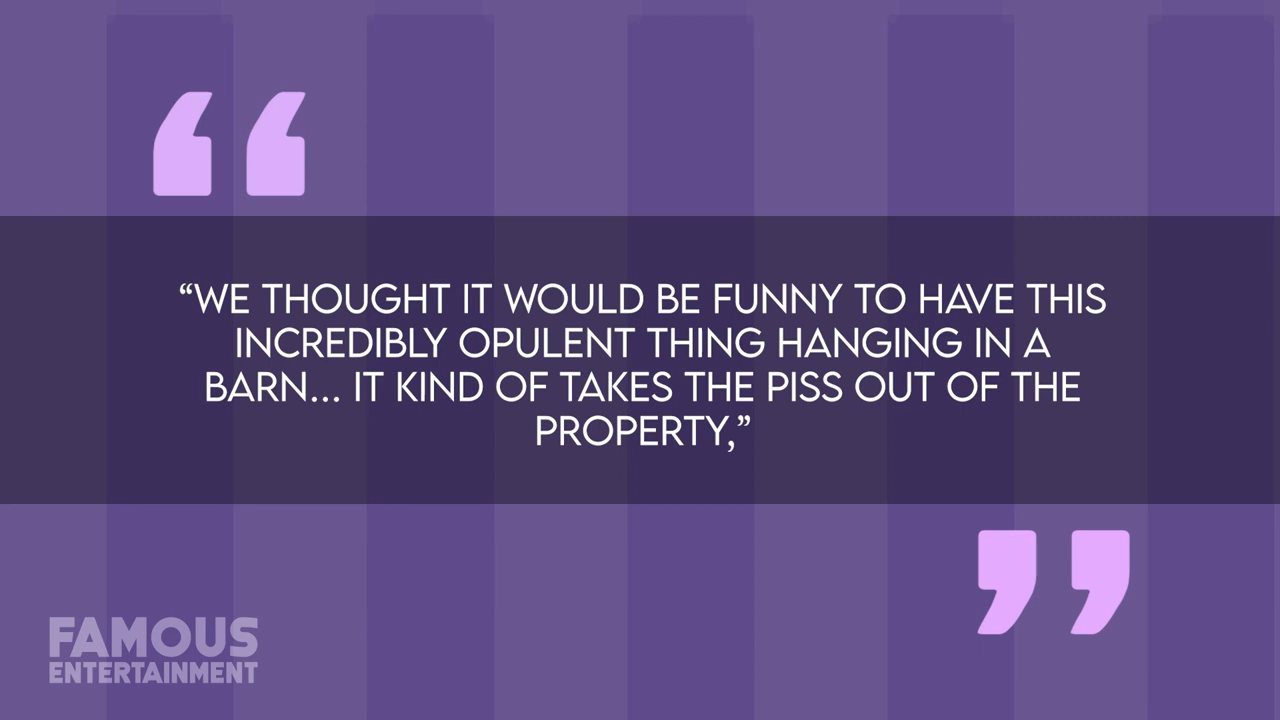 “WE THOUGHT IT WOULD BE FUNNY TO HAVE THIS
INCREDIBLY OPULENT THING HANGING IN A
BARN... IT KIND OF TAKES THE PISS OUT OF THE
PROPERTY,”
FAMOUS
ENTERTAINMENT